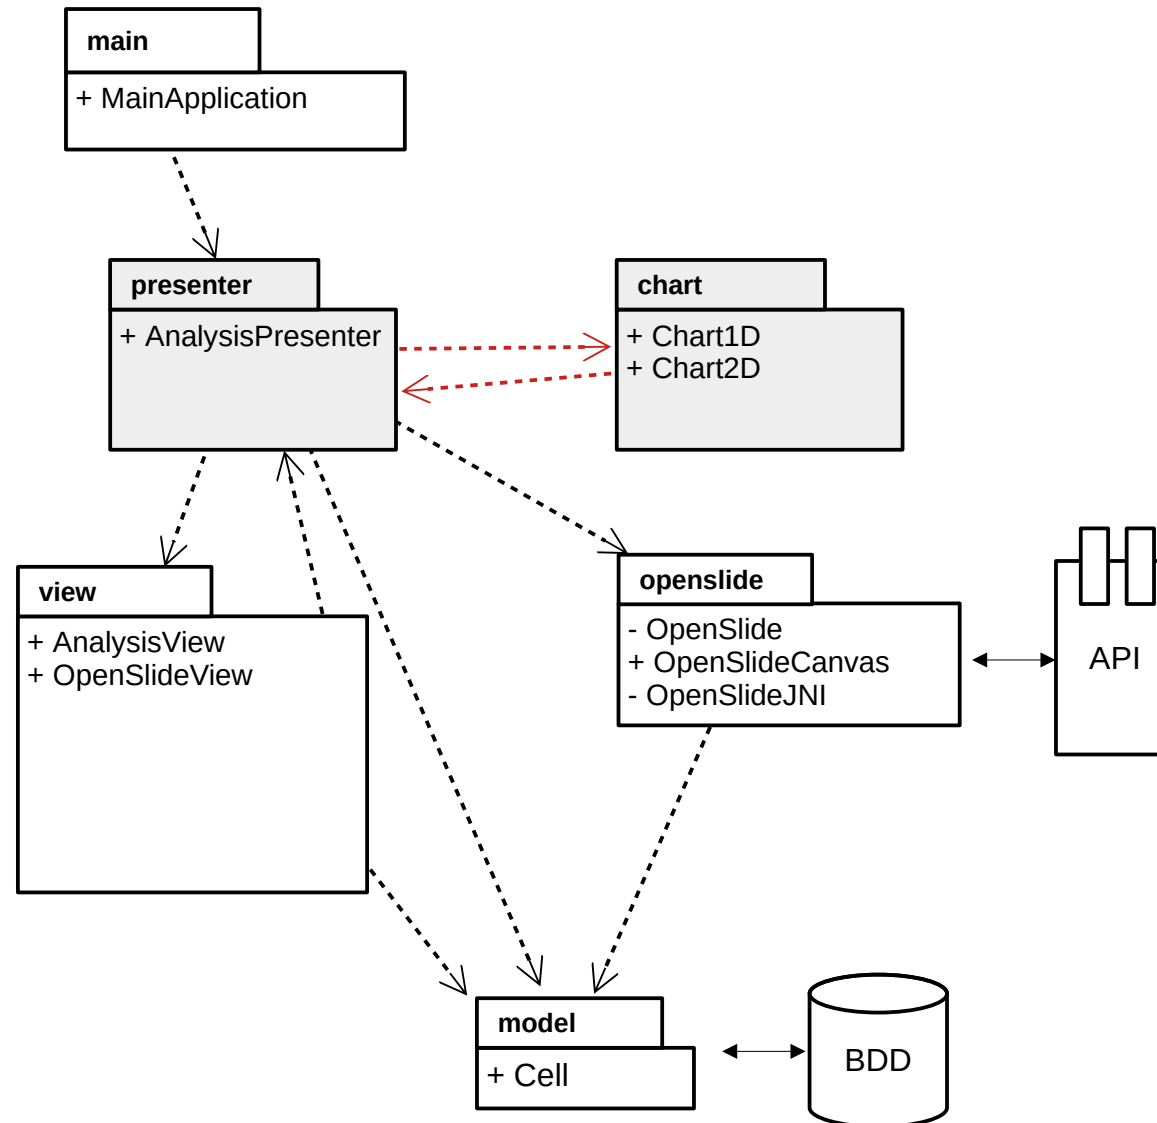 main
+ MainApplication
presenter
+ AnalysisPresenter
chart
+ Chart1D
+ Chart2D
view
+ AnalysisView
+ OpenSlideView
openslide
- OpenSlide
+ OpenSlideCanvas
- OpenSlideJNI
API
model
+ Cell
BDD